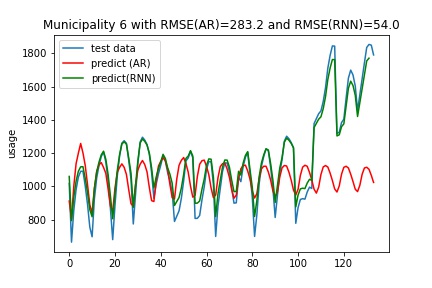 Municipality 6 with RMSE(AR)=283.2 and RMSE(RNN)=54.0
test data
predict (AR)
predict(RNN)
usage
1800
1600
1400
1200
1000
800
0 20 40 60 80 100 120